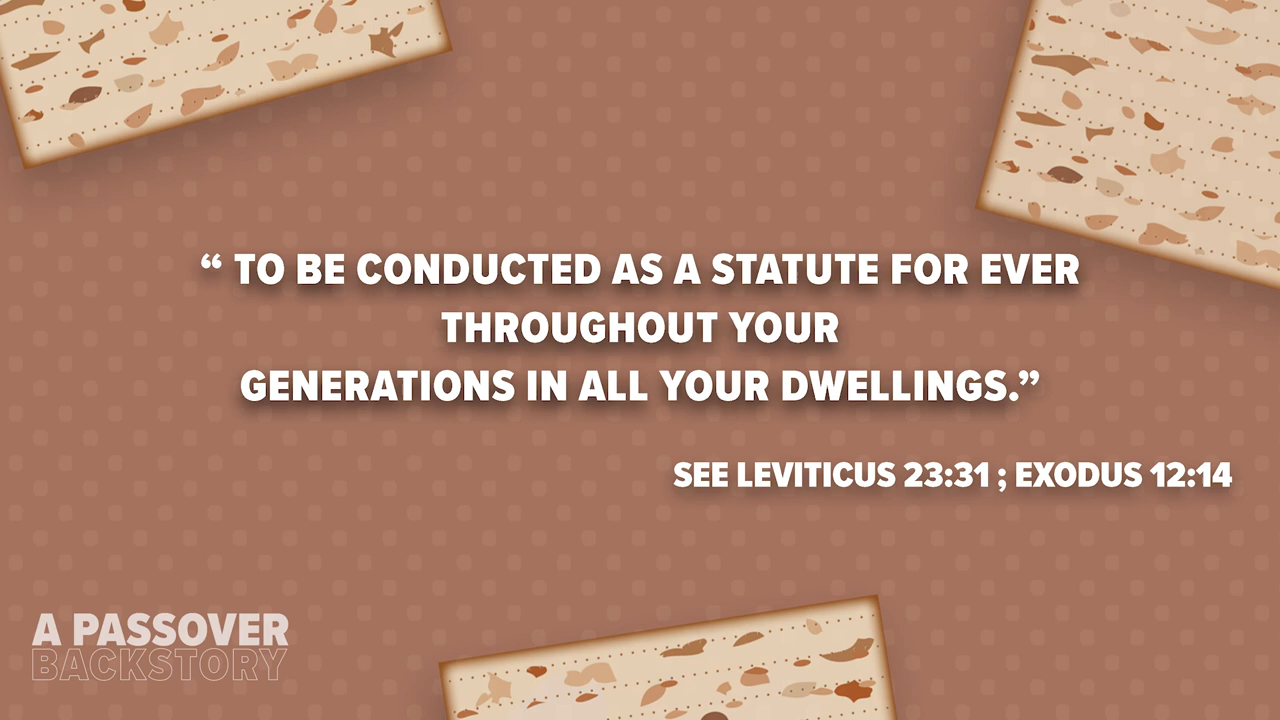 “ TO BE CONDUCTED AS A STATUTE FOR EVER
THROUGHOUT YOUR
GENERATIONS IN ALL YOUR DWELLINGS.”
SEE LEVITICUS 23:31 ; EXODUS 12:14
A PASSOVER
BACKSTORY